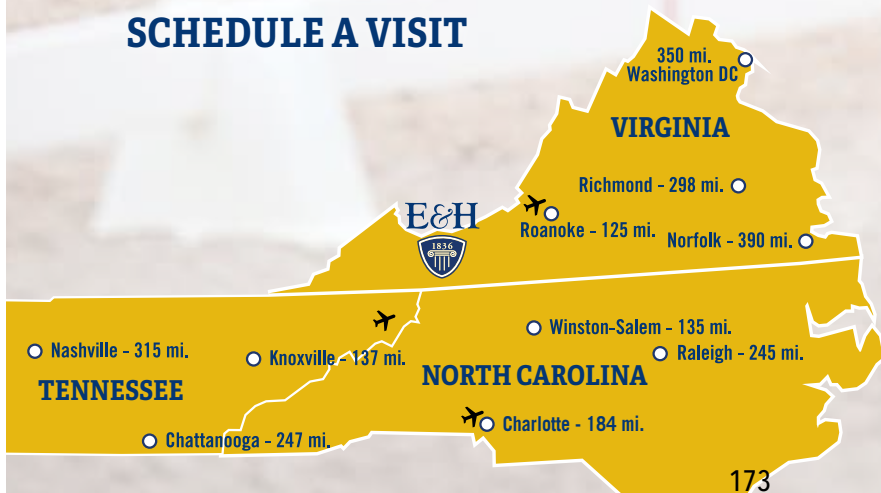 SCHEDULE A VISIT
350 mi.
Washington DC
VIRGINIA
Richmond - 298 mi.
E&H
1836
Roanoke - 125 mi.
Norfolk - 390 mi.
Winston-Salem - 135 mi.
Nashville - 315 mi.
Knoxville - 137 mi.
Raleigh - 245 mi.
TENNESSEE
NORTH CAROLINA
Charlotte - 184 mi.
Chattanooga - 247 mi.
173